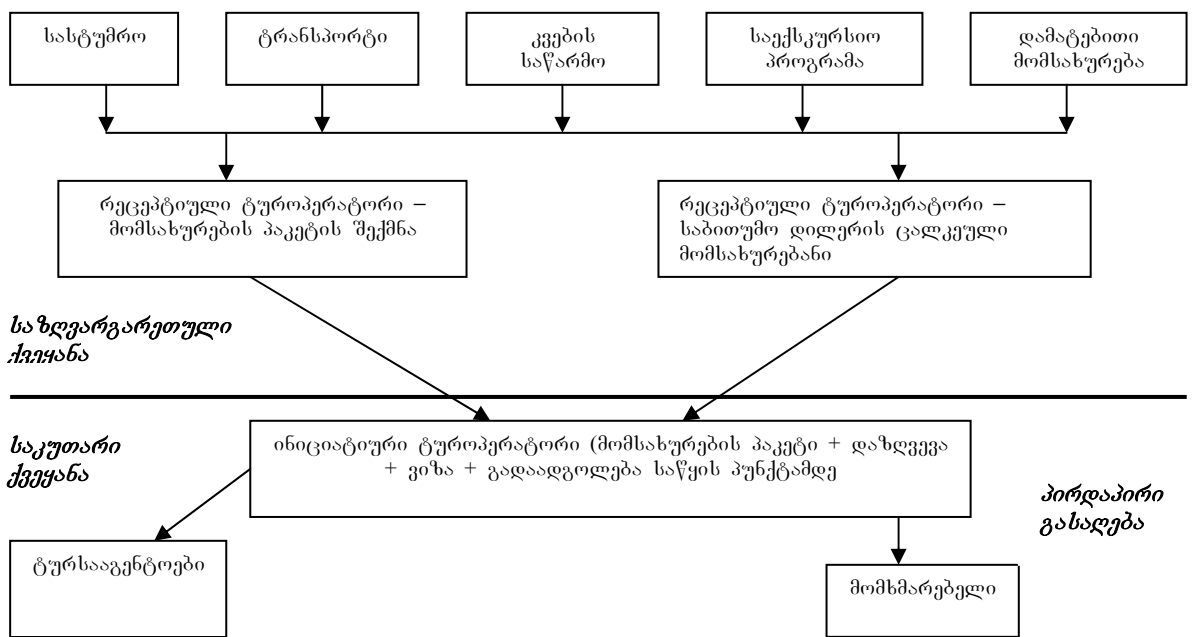 სასტუმრო
ტრანსპორტი
კვების
საწარმო
საექსკურსიო
პროგრამა
დამატებითი
მომსახურება
რეცეპტიული ტუროპერატორი –
მომსახურების პაკეტის შექმნა
რეცეპტიული ტუროპერატორი –
საბითუმო დილერის ცალკეული
მომსახურებანი
საზღვარგარეთული
ქვეყანა
საკუთარი
ქვეყანა
ინიციატიური ტუროპერატორი (მომსახურების პაკეტი + დაზღვევა
+ ვიზა + გადაადგოლება საწყის პუნქტამდე
პირდაპირი
გასაღება
ტურსააგენტოები
მომხმარებელი